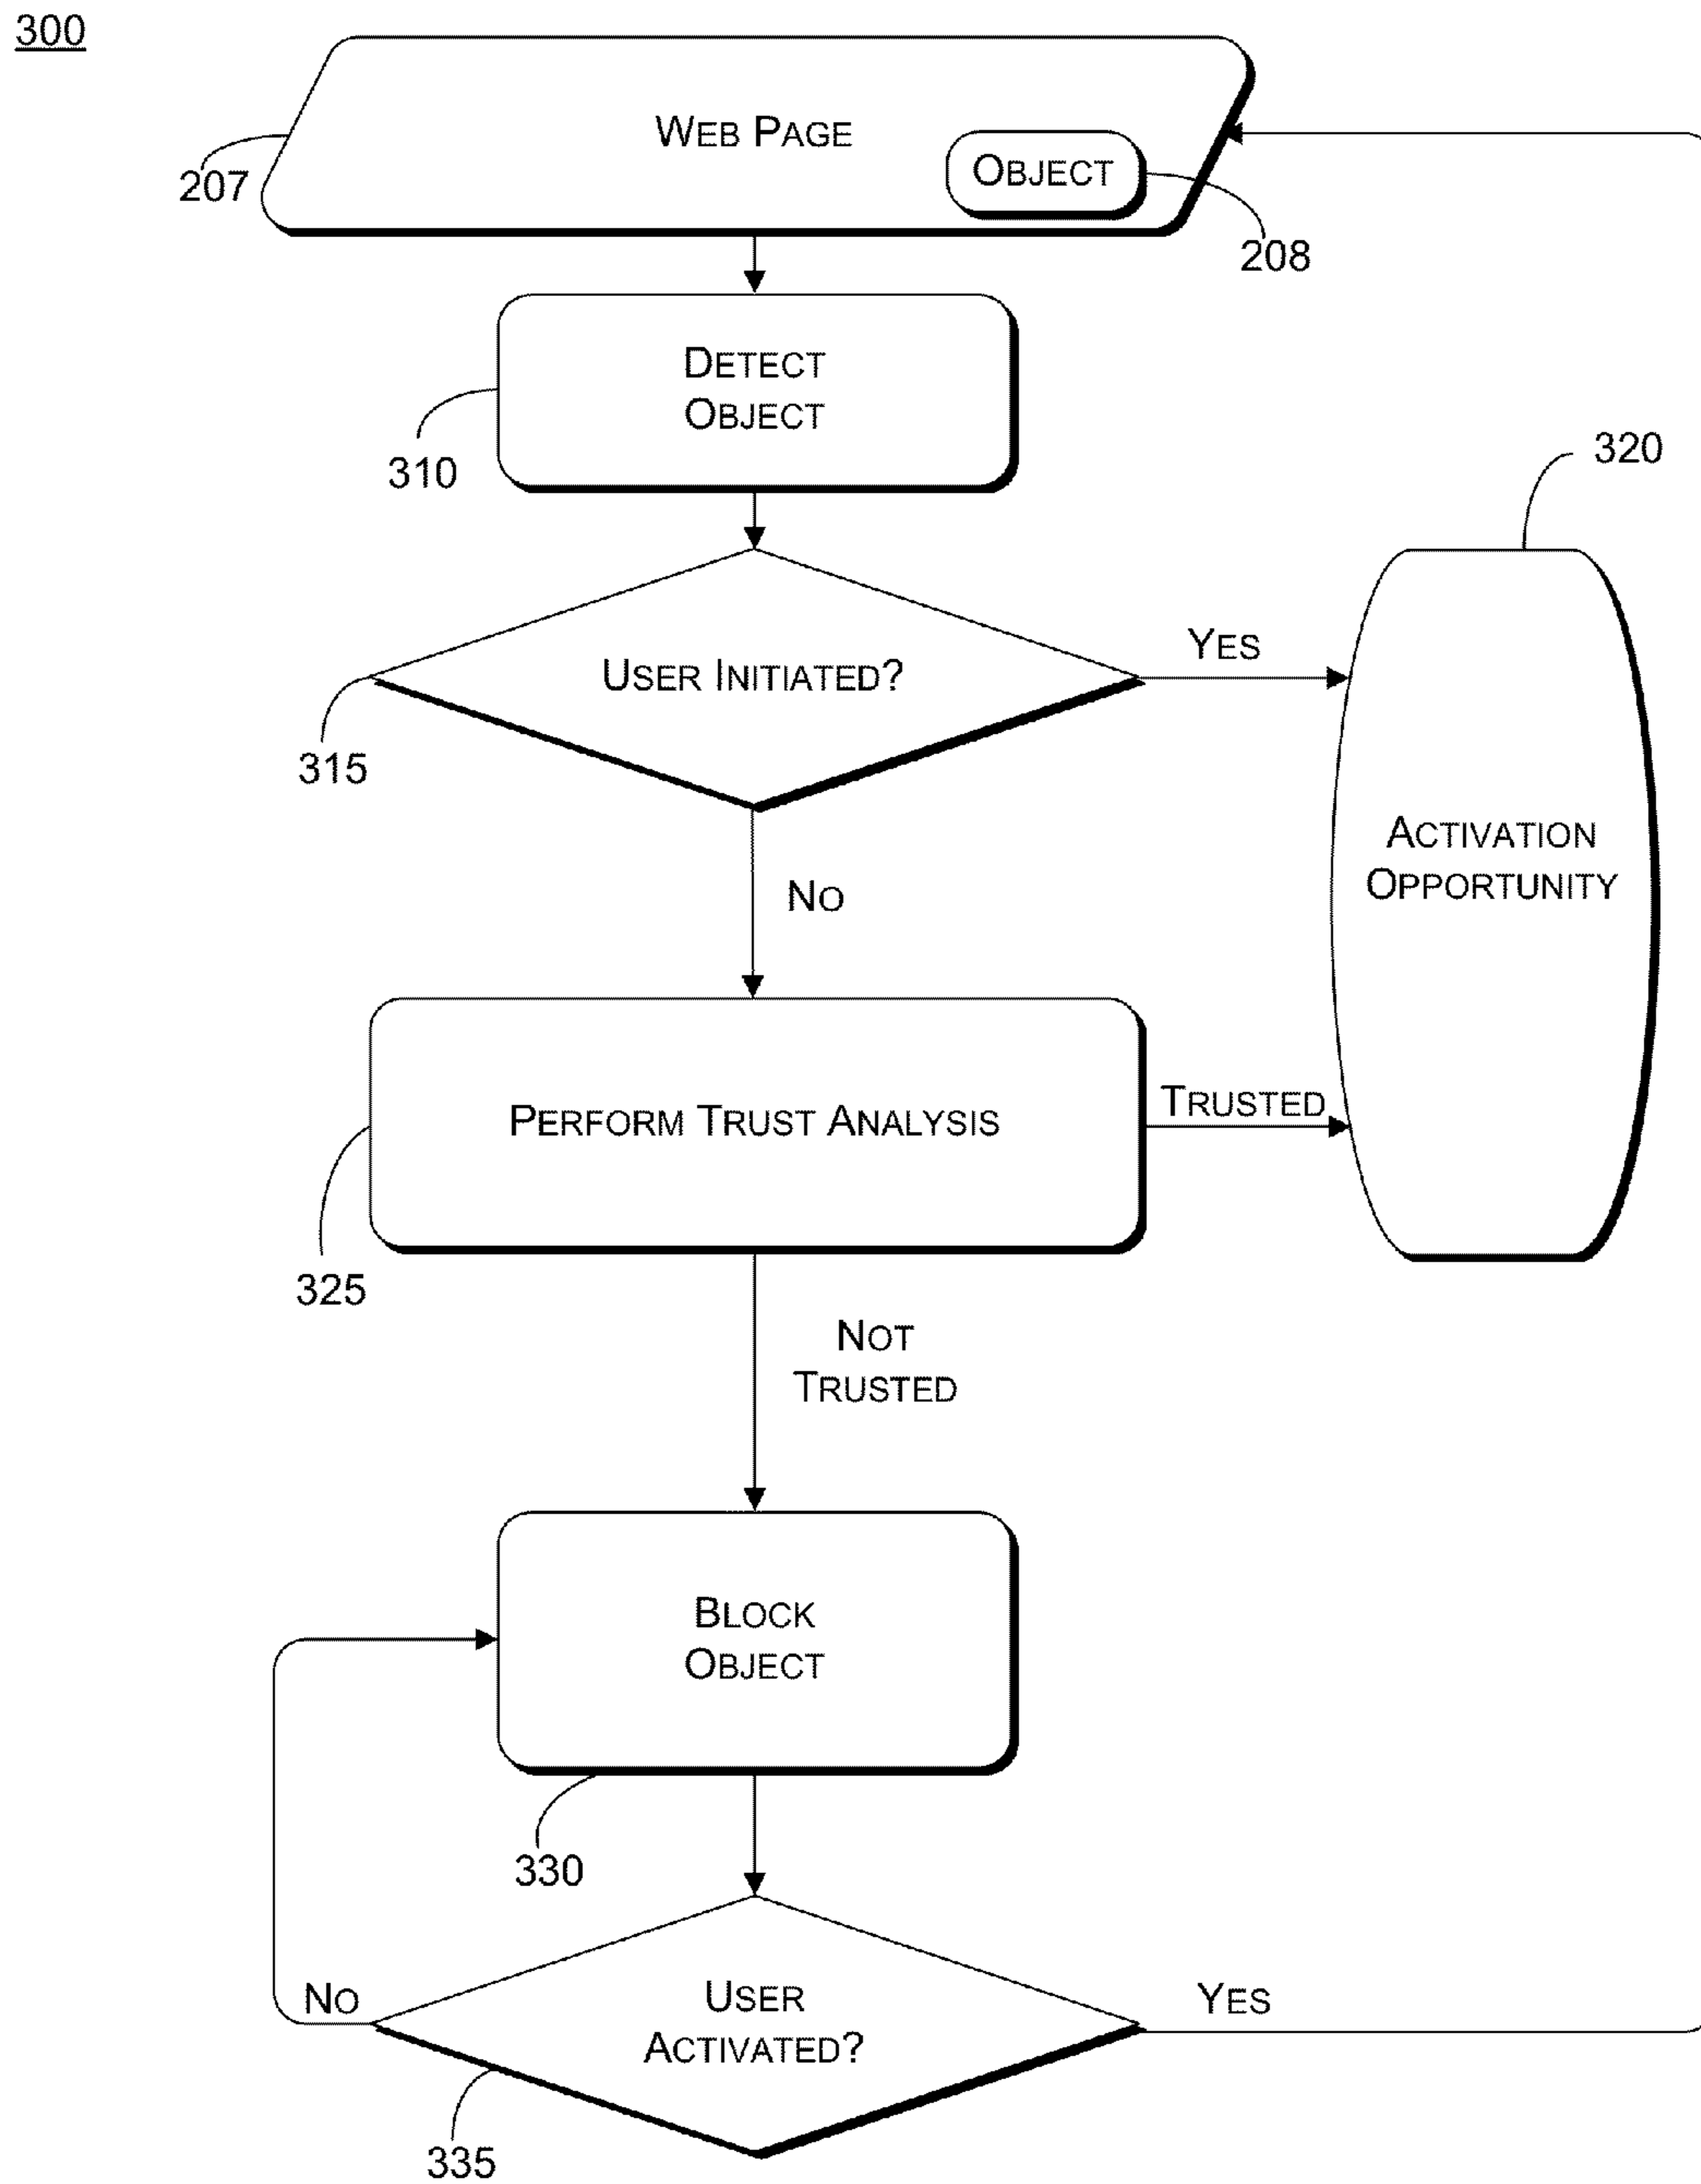 300
WEB PAGE
OBJECT
207
208
DETECT
OBJECT
310
320
USER INITIATED?
YES
315
ACTIVATION
OPPORTUNITY
NO
PERFORM TRUST ANALYSIS
TRUSTED
325
NOT
TRUSTED
BLOCK
OBJECT
330
NO
USER
ACTIVATED?
YES
335